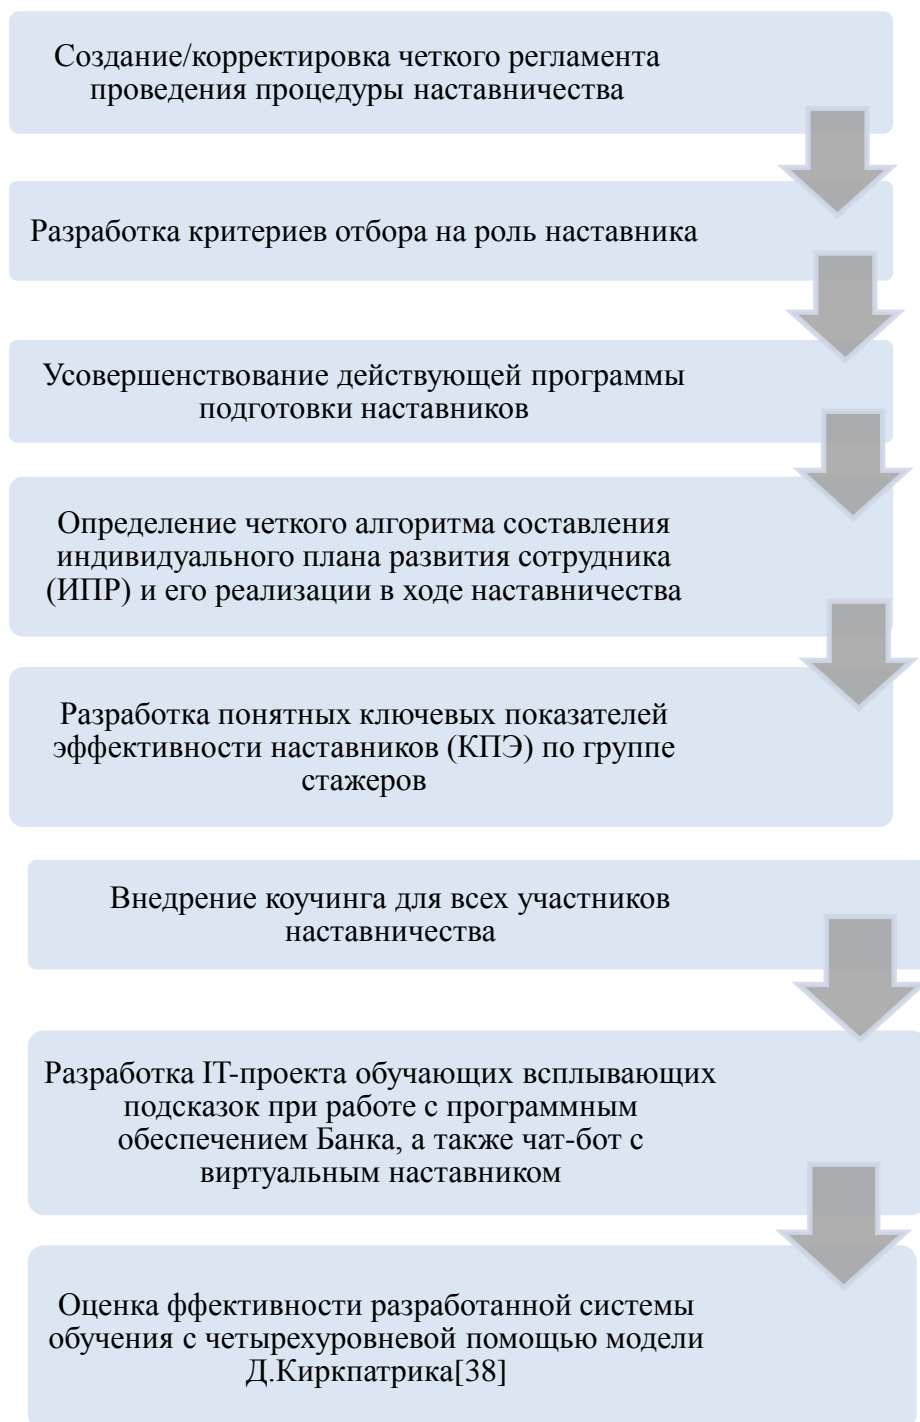 Создание/корректировка четкого регламента
проведения процедуры наставничества
Разработка критериев отбора на роль наставника
Усовершенствование действующей программы
подготовки наставников
Определение четкого алгоритма составления
индивидуального плана развития сотрудника
(ИПР) и его реализации в ходе наставничества
Разработка понятных ключевых показателей
эффективности наставников (КПЭ) по группе
стажеров
Внедрение коучинга для всех участников
наставничества
Разработка IT-проекта обучающих всплывающих
подсказок при работе с программным
обеспечением Банка, а также чат-бот с
виртуальным наставником
Оценка ффективности разработанной системы
обучения с четырехуровневой помощью модели
Д.Киркпатрика[38]